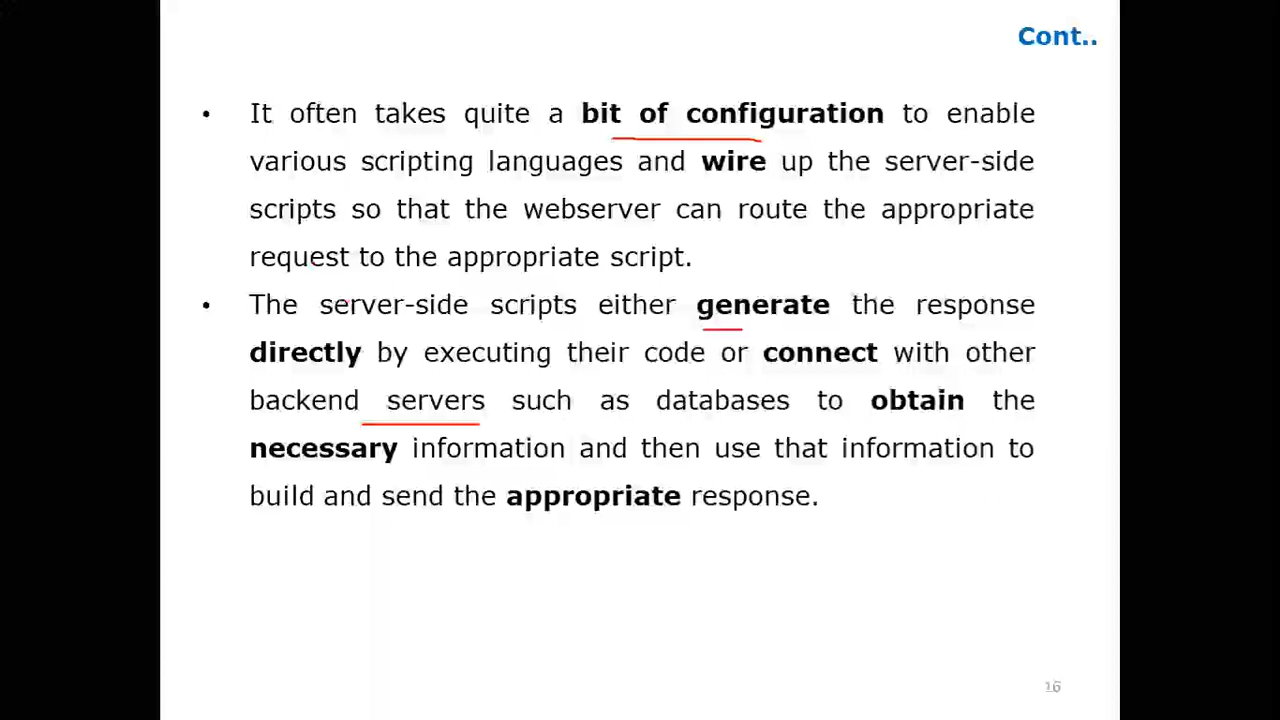 Cont..
• It often takes quite a bit of configuration to enable
various scripting languages and wire up the server-side
scripts so that the webserver can route the appropriate
request to the appropriate script.
• The server-side scripts either generate the response
directly by executing their code or connect with other
backend servers such as databases to obtain the
necessary information and then use that information to
build and send the appropriate response.
16